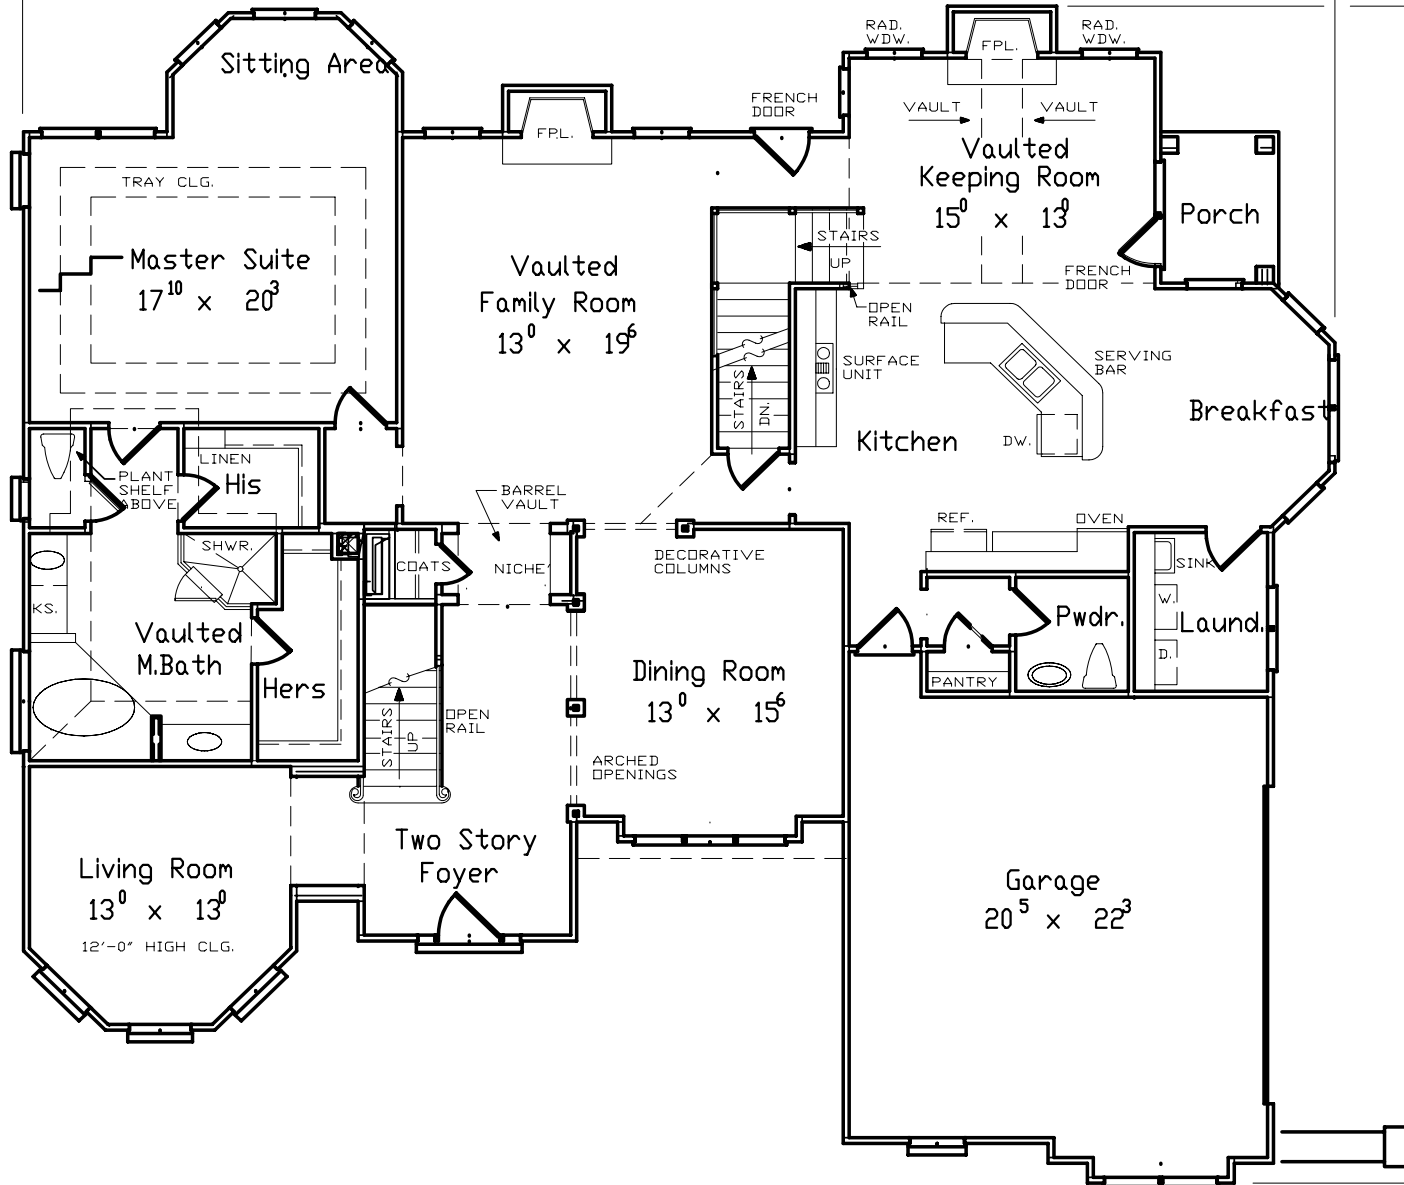 Sitting Area
RAD.
WDW.
FPL.
RAD.
WDW.
FRENCH
DOOR
FPL.
VAULT
VAULT
Vaulted
Keeping Room
15⁰ x 13⁰
Porch
TRAY CLG.
Master Suite
17¹⁰ x 20³
Vaulted
Family Room
13⁰ x 19⁶
STAIRS
UP
FRENCH
DOOR
OPEN
RAIL
SURFACE
UNIT
SERVING
BAR
STAIRS
DN.
Breakfast
Kitchen
DW.
LINEN
His
PLANT
SHELF
ABOVE
BARREL
VAULT
REF.
OVEN
SHWR.
COATS
NICHE'
DECORATIVE
COLUMNS
SINK
KS.
W.
Vaulted
M.Bath
Pwdr.
Laund.
D.
Hers
Dining Room
13⁰ x 15⁶
PANTRY
STAIRS
UP
OPEN
RAIL
ARCHED
OPENINGS
Two Story
Foyer
Living Room
13⁰ x 13⁰
12'-0" HIGH CLG.
Garage
20⁵ x 22³